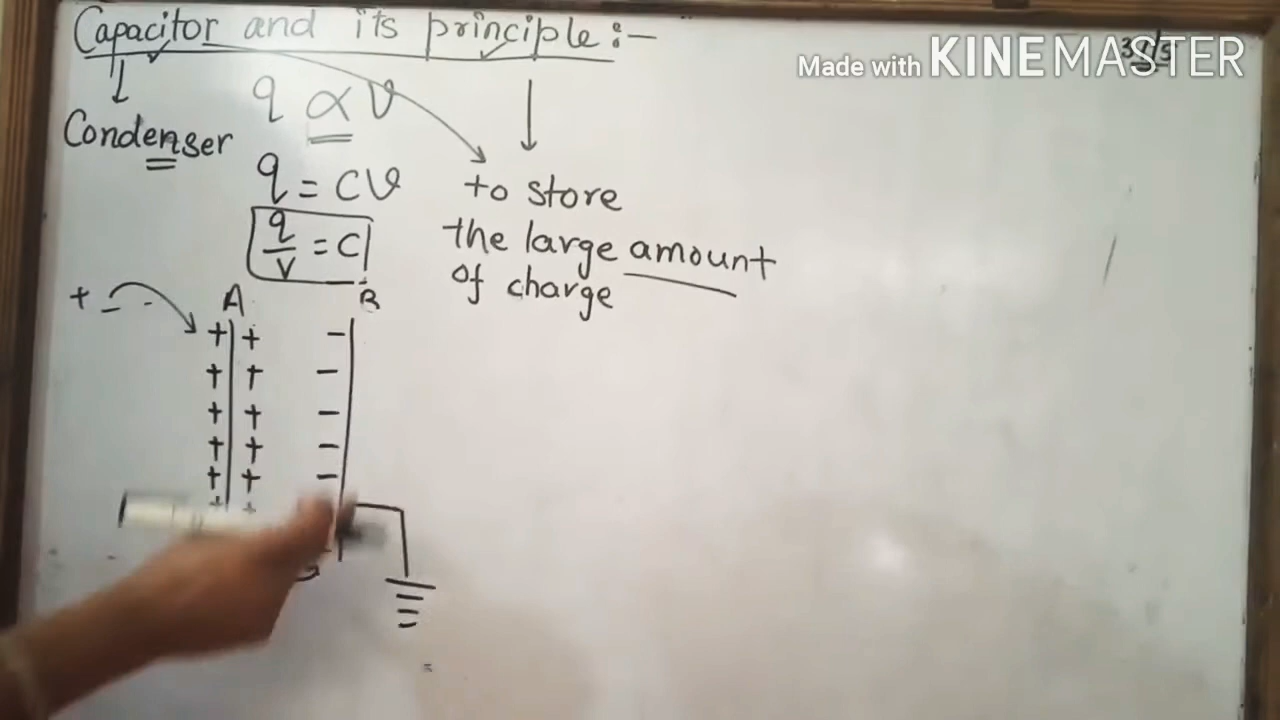 Capacitor and its principle :-
Made with KINEMASTER
Condenser
q ∝ V
q = CV
q/V = C
to store
the large amount
of charge
+ - -
A B
+ + -
+ + -
+ + -
+ + -
+ + -
+ +